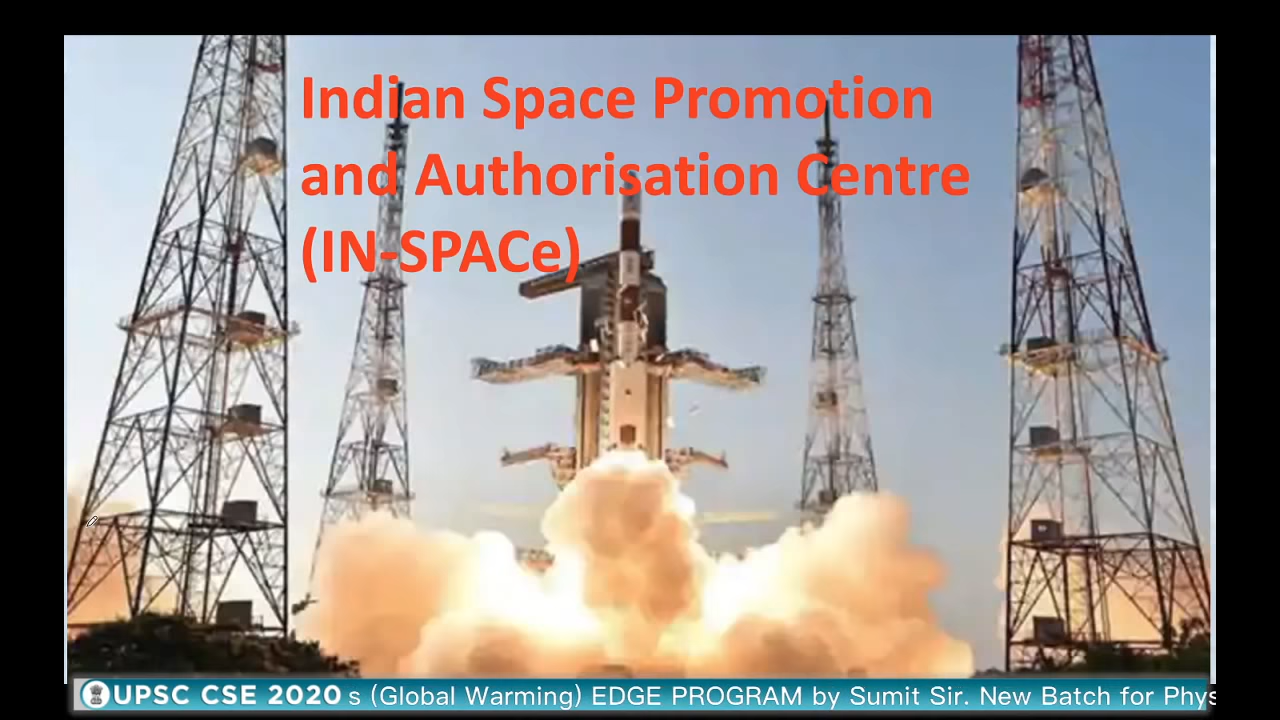 Indian Space Promotion
and Authorisation Centre
(IN-SPACe)
UPSC CSE 2020 s (Global Warming) EDGE PROGRAM by Sumit Sir. New Batch for Phys